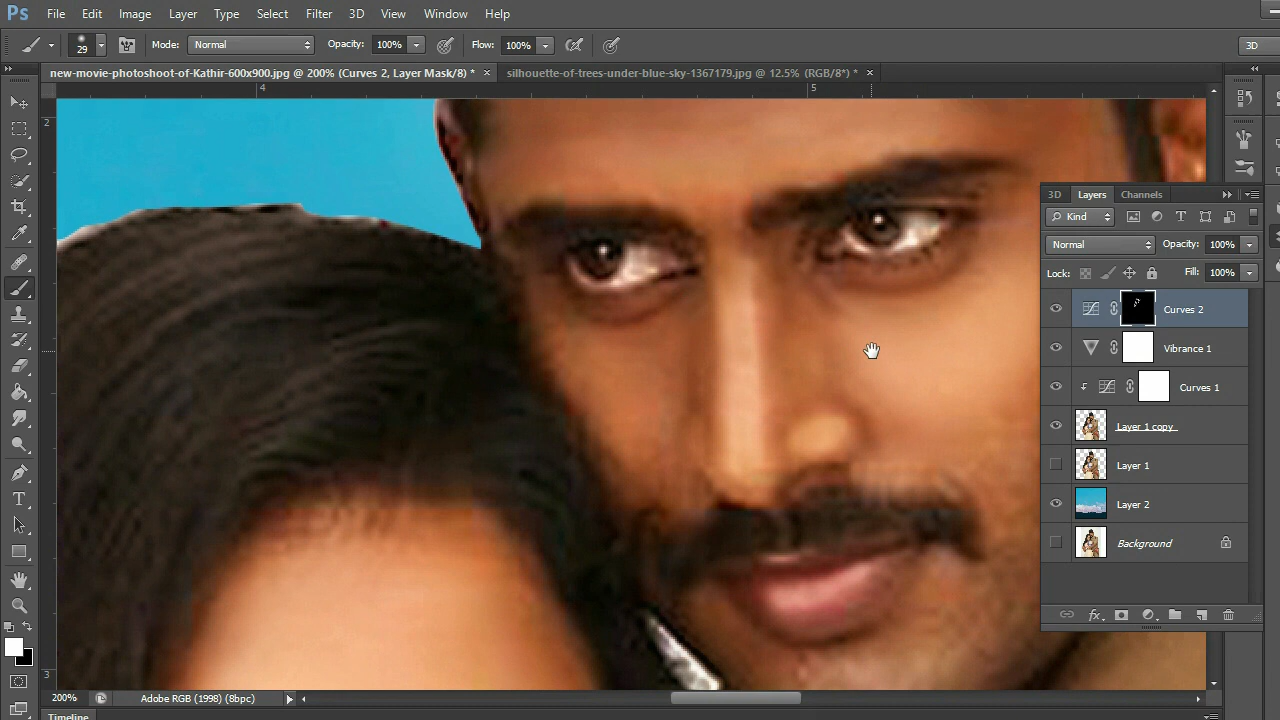 Ps File Edit Image Layer Type Select Filter 3D View Window Help
29 Mode: Normal Opacity: 100% Flow: 100% 3D
new-movie-photoshoot-of-Kathir-600x900.jpg @ 200% (Curves 2, Layer Mask/8) * × silhouette-of-trees-under-blue-sky-1367179.jpg @ 12.5% (RGB/8*) * ×
4 5
2
3D Layers Channels
Kind T
Normal Opacity: 100%
Lock: Fill: 100%
Curves 2
Vibrance 1
Curves 1
Layer 1 copy
Layer 1
Layer 2
Background
fx
3
200% Adobe RGB (1998) (8bpc)
Timeline